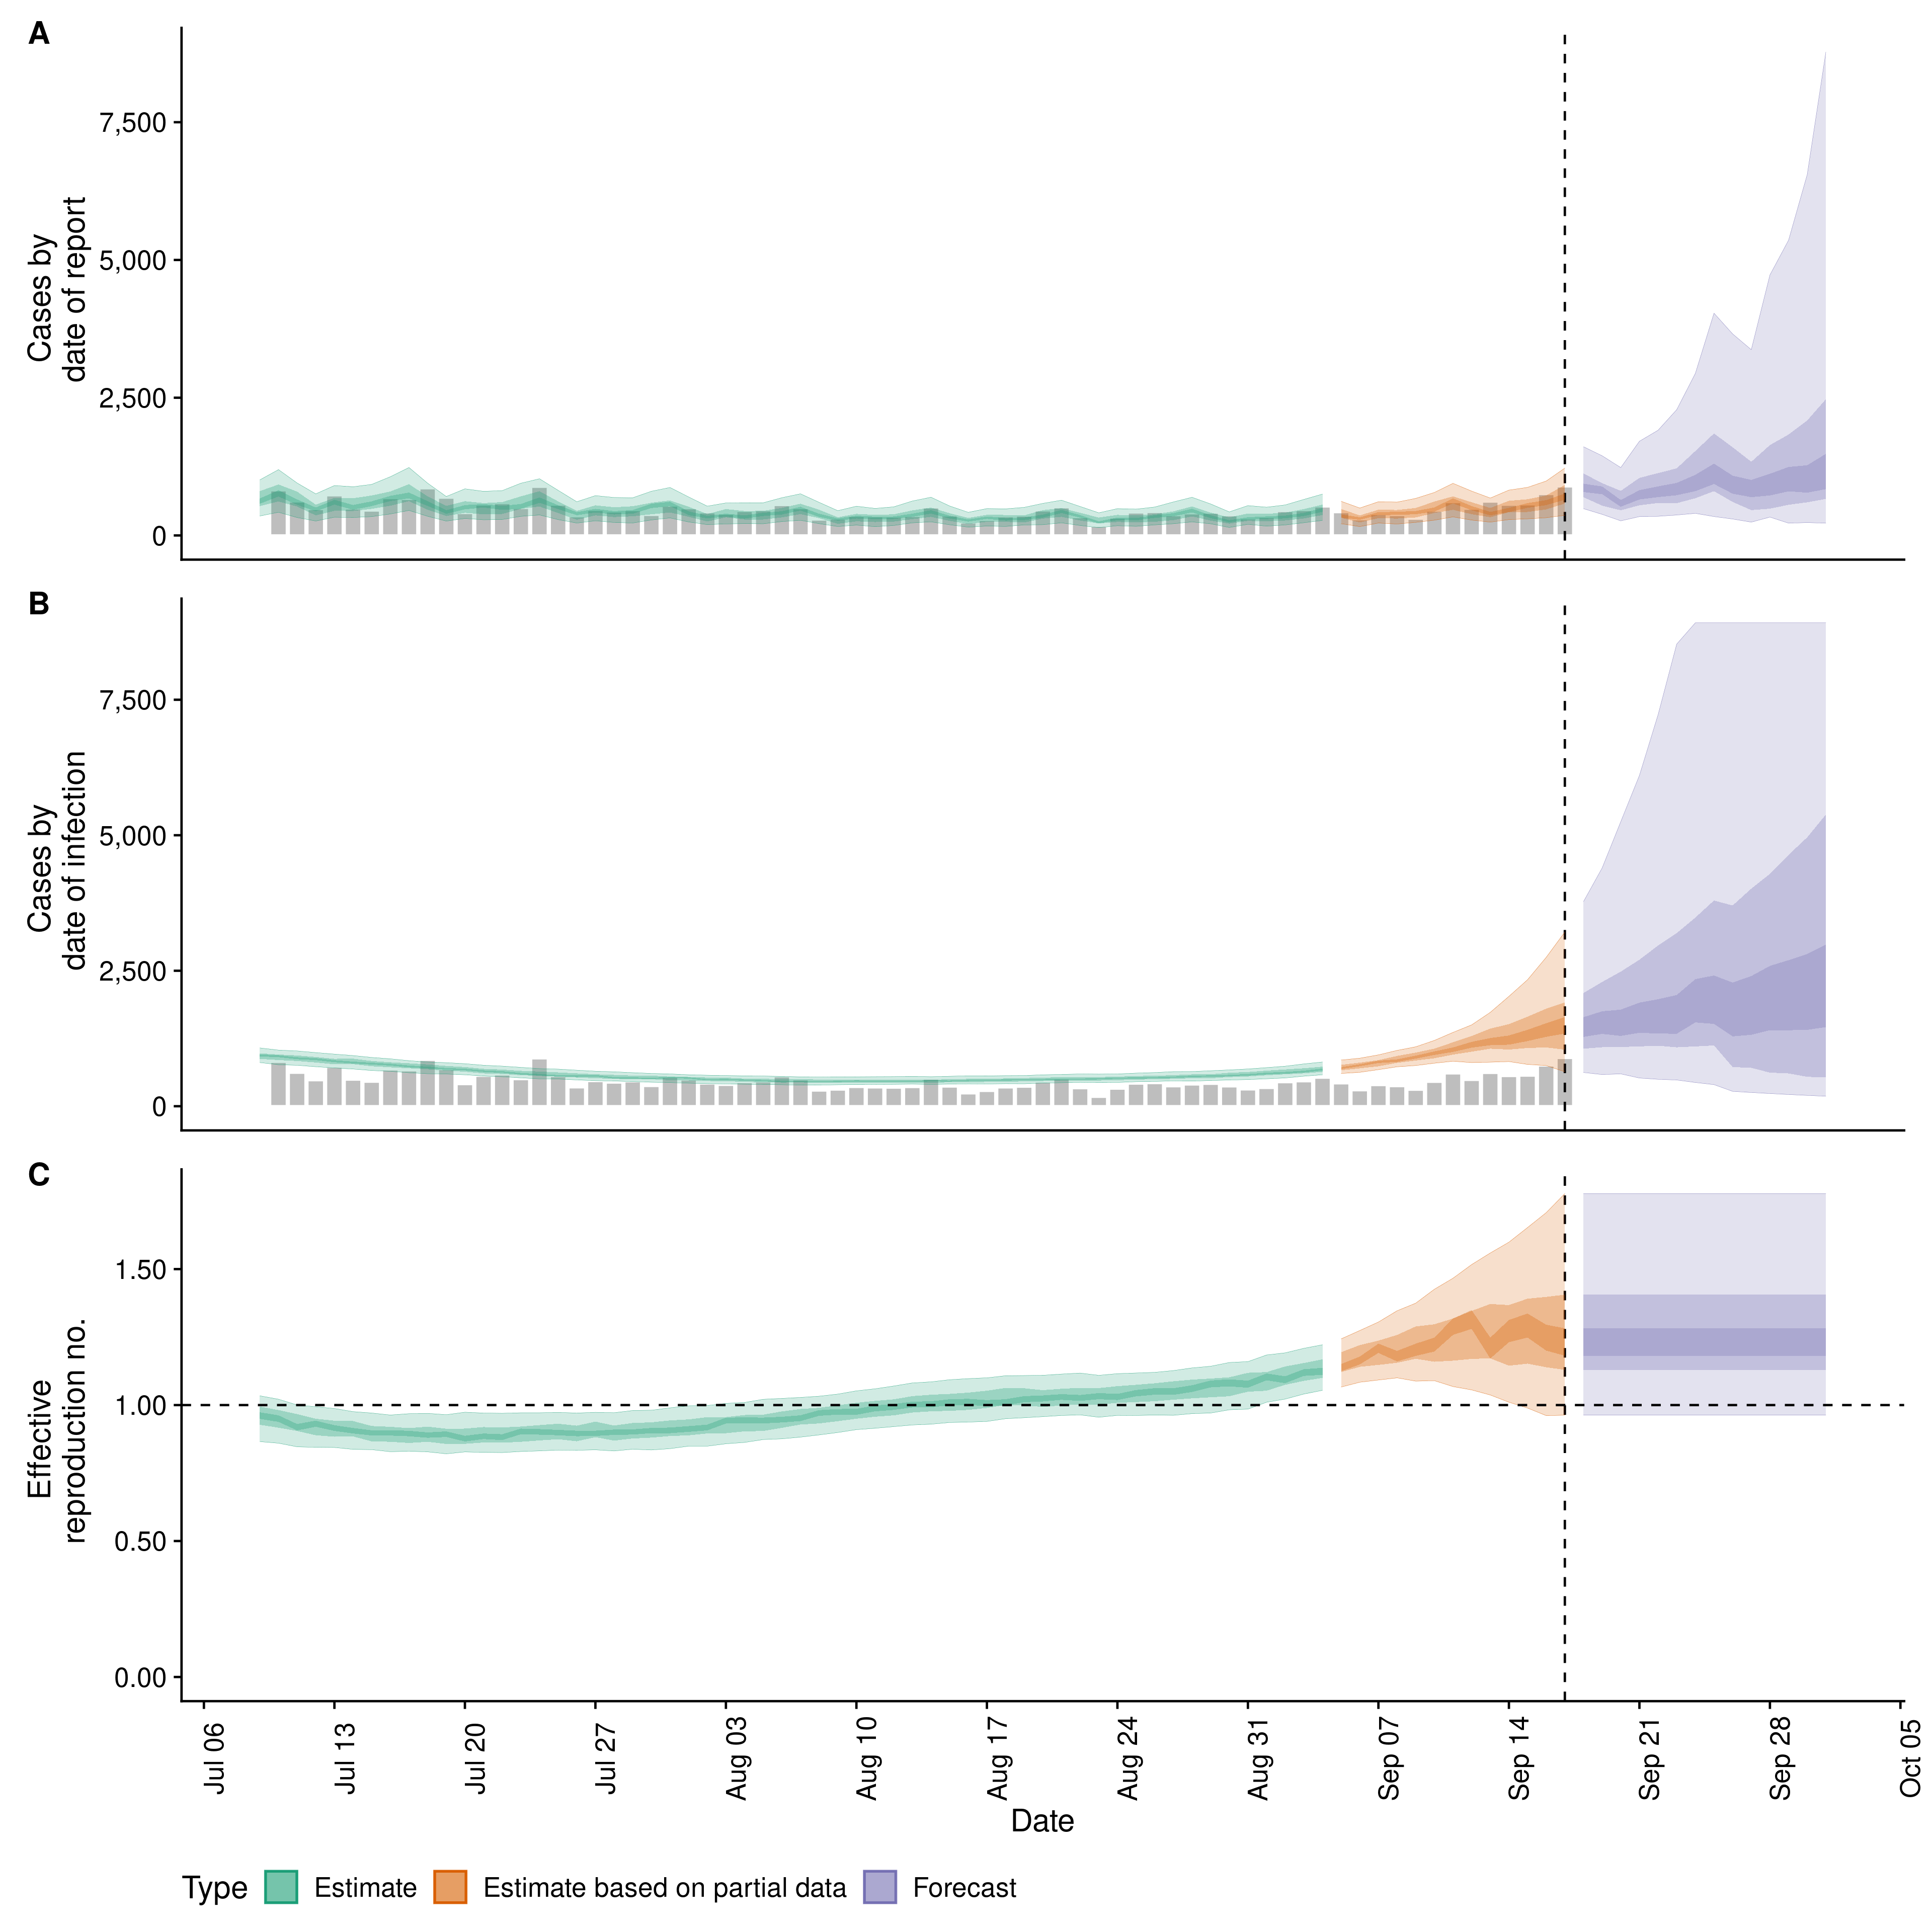 A
Cases by
date of report
7,500
5,000
2,500
0
B
Cases by
date of infection
7,500
5,000
2,500
0
C
Effective
reproduction no.
1.50
1.00
0.50
0.00
Jul 06
Jul 13
Jul 20
Jul 27
Aug 03
Aug 10
Aug 17
Aug 24
Aug 31
Sep 07
Sep 14
Sep 21
Sep 28
Oct 05
Date
Type Estimate Estimate based on partial data Forecast